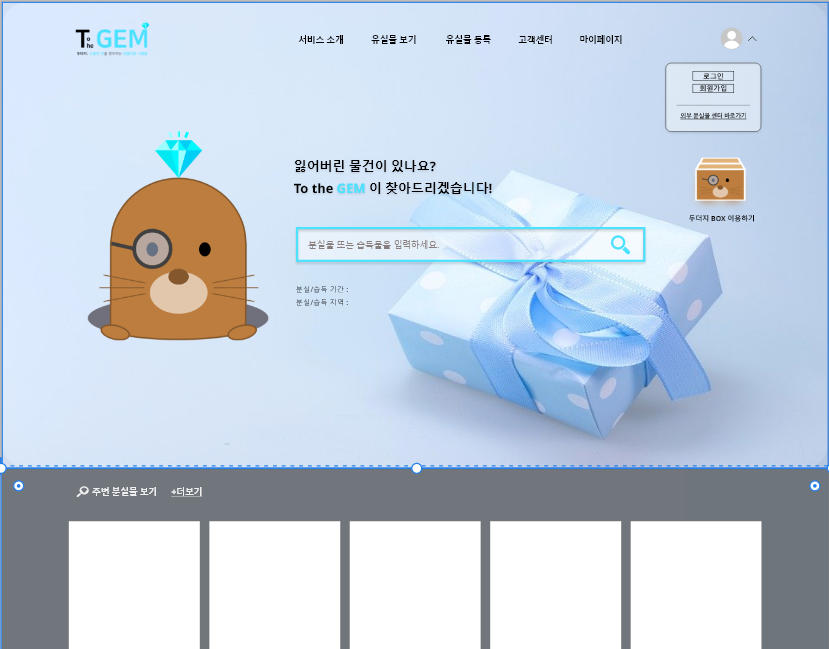 To the GEM
서비스 소개
유실물 보기
유실물 등록
고객센터
마이페이지
로그인
회원가입
외부 분실물 센터 바로가기
두더지 BOX 이용하기
잃어버린 물건이 있나요?
To the GEM 이 찾아드리겠습니다!
분실물 또는 습득물을 입력하세요.
분실/습득 기간 :
분실/습득 지역 :
주변 분실물 보기
+더보기